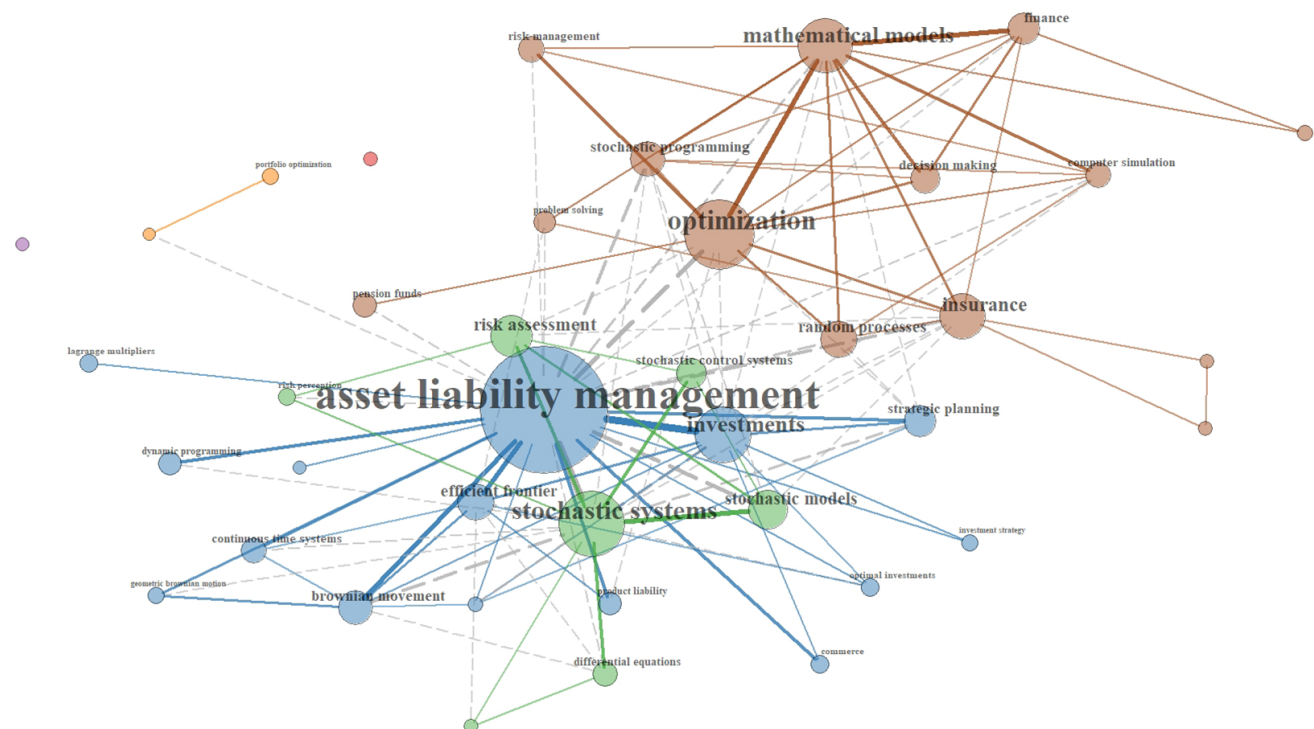 finance
mathematical models
risk management
stochastic programming
decision making
computer simulation
portfolio optimization
problem solving
optimization
pension funds
insurance
risk assessment
random processes
lagrange multipliers
stochastic control systems
risk perception
asset liability management
strategic planning
investments
dynamic programming
efficient frontier
stochastic models
stochastic systems
continuous time systems
investment strategy
geometric brownian motion
optimal investments
brownian movement
product liability
commerce
differential equations